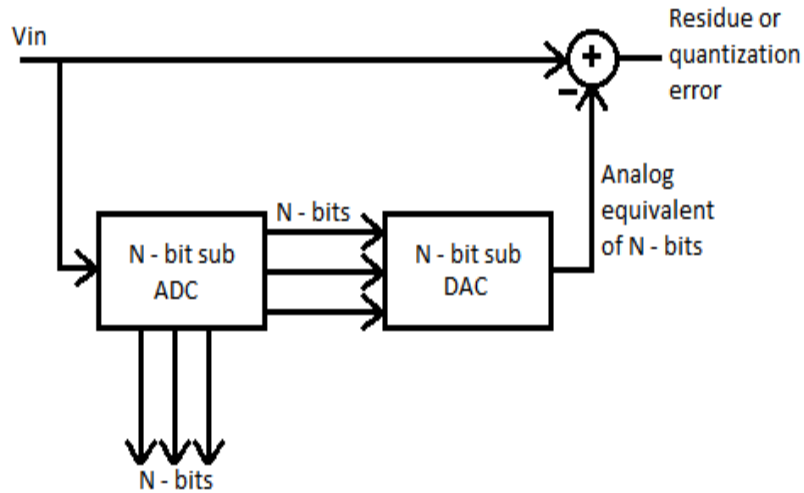 Vin
+
-
Residue or
quantization
error
Analog
equivalent
of N - bits
N - bits
N - bit sub
ADC
N - bit sub
DAC
N - bits